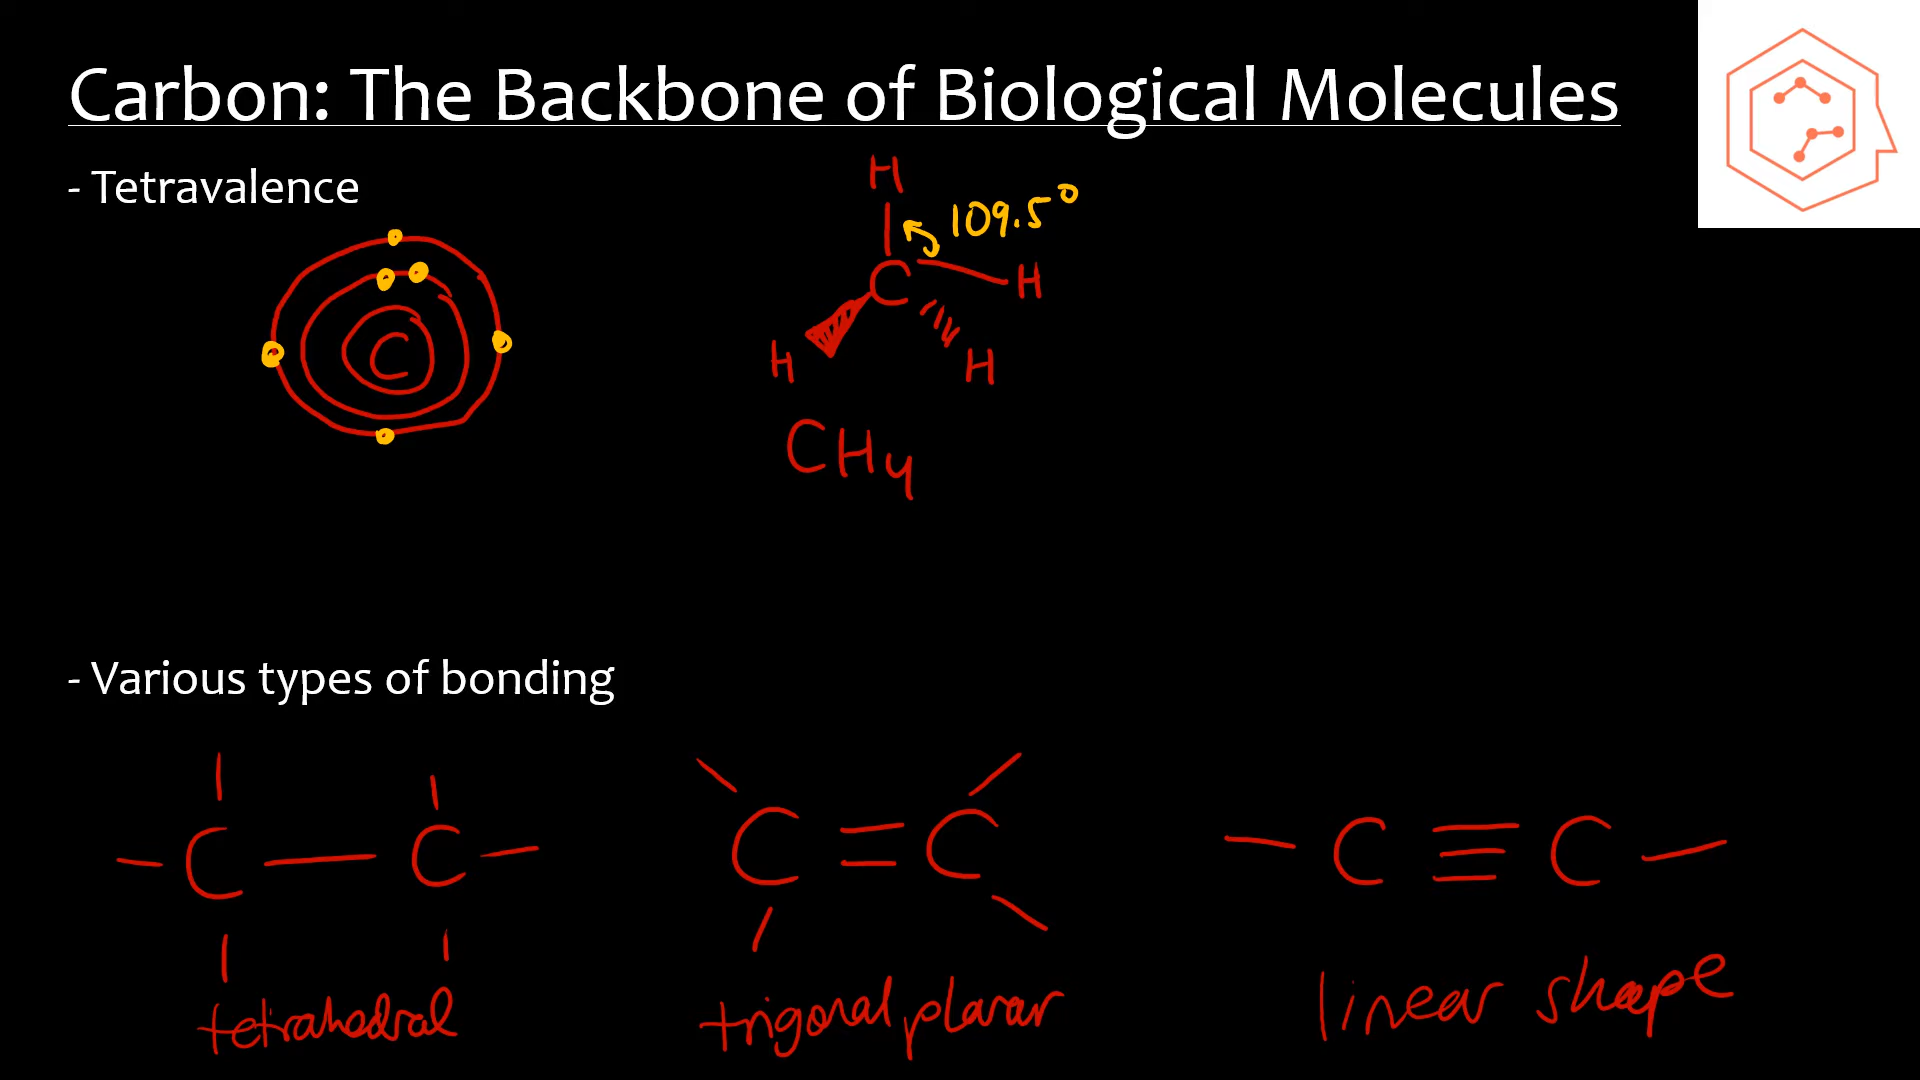 Carbon: The Backbone of Biological Molecules
- Tetravalence
H
109.5°
C
H
C
H
H
CH4
- Various types of bonding
C — C
C = C
C ≡ C
tetrahedral
trigonal planar
linear shape